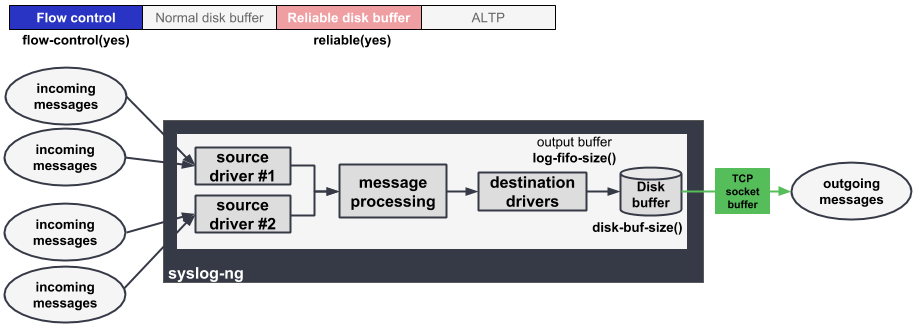 Flow control
Normal disk buffer
Reliable disk buffer
ALTP
flow-control(yes)
reliable(yes)
incoming
messages
incoming
messages
incoming
messages
incoming
messages
source
driver #1
source
driver #2
message
processing
destination
drivers
output buffer
log-fifo-size()
Disk
buffer
disk-buf-size()
TCP
socket
buffer
outgoing
messages
syslog-ng